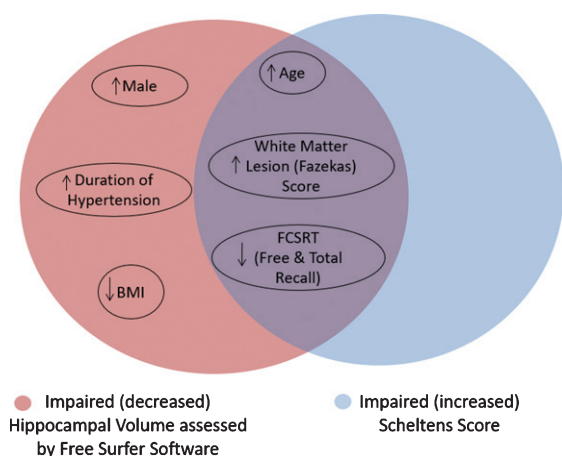 ↑Male
↑ Duration of
Hypertension
↓BMI
↑ Age
White Matter
↑ Lesion (Fazekas)
Score
FCSRT
↓ (Free & Total
Recall)
Impaired (decreased)
Hippocampal Volume assessed
by Free Surfer Software
Impaired (increased)
Scheltens Score